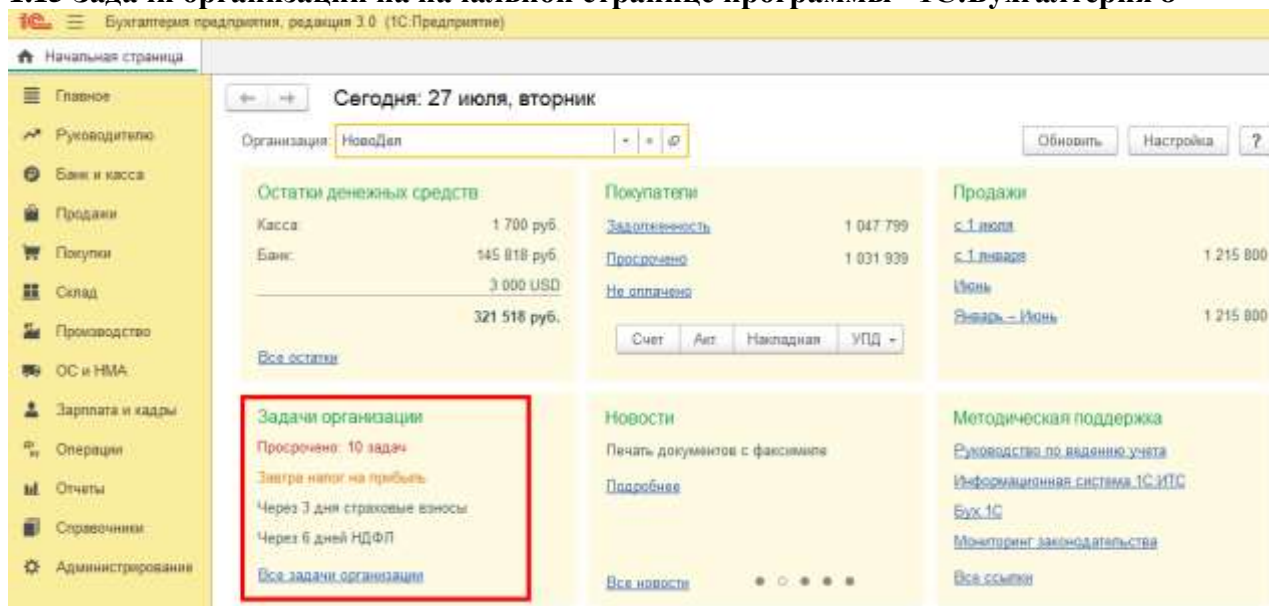 1.13 Задачи организации на начальной странице программы "1С:Бухгалтерия 8"
1С Бухгалтерия предприятия, редакция 3.0 (1С:Предприятие)
Начальная страница
Главное
Руководителю
Банк и касса
Продажи
Покупки
Склад
Производство
ОС и НМА
Зарплата и кадры
Операции
Отчеты
Справочники
Администрирование
Сегодня: 27 июля, вторник
Организация: НовоДел
Обновить Настройка ?
Остатки денежных средств
Касса: 1 700 руб.
Банк: 145 818 руб.
3 000 USD
321 518 руб.
Все остатки
Покупатели
Задолженность 1 047 799
Просрочено 1 031 939
Не оплачено
Счет Акт Накладная УПД
Продажи
с 1 июля
с 1 января 1 215 800
Июнь
Январь – Июнь 1 215 800
Задачи организации
Просрочено: 10 задач
Завтра налог на прибыль
Через 3 дня страховые взносы
Через 6 дней НДФЛ
Все задачи организации
Новости
Печать документов с факсимиле
Подробнее
Все новости
Методическая поддержка
Руководство по ведению учета
Информационная система 1С:ИТС
Бух.1С
Мониторинг законодательства
Все ссылки